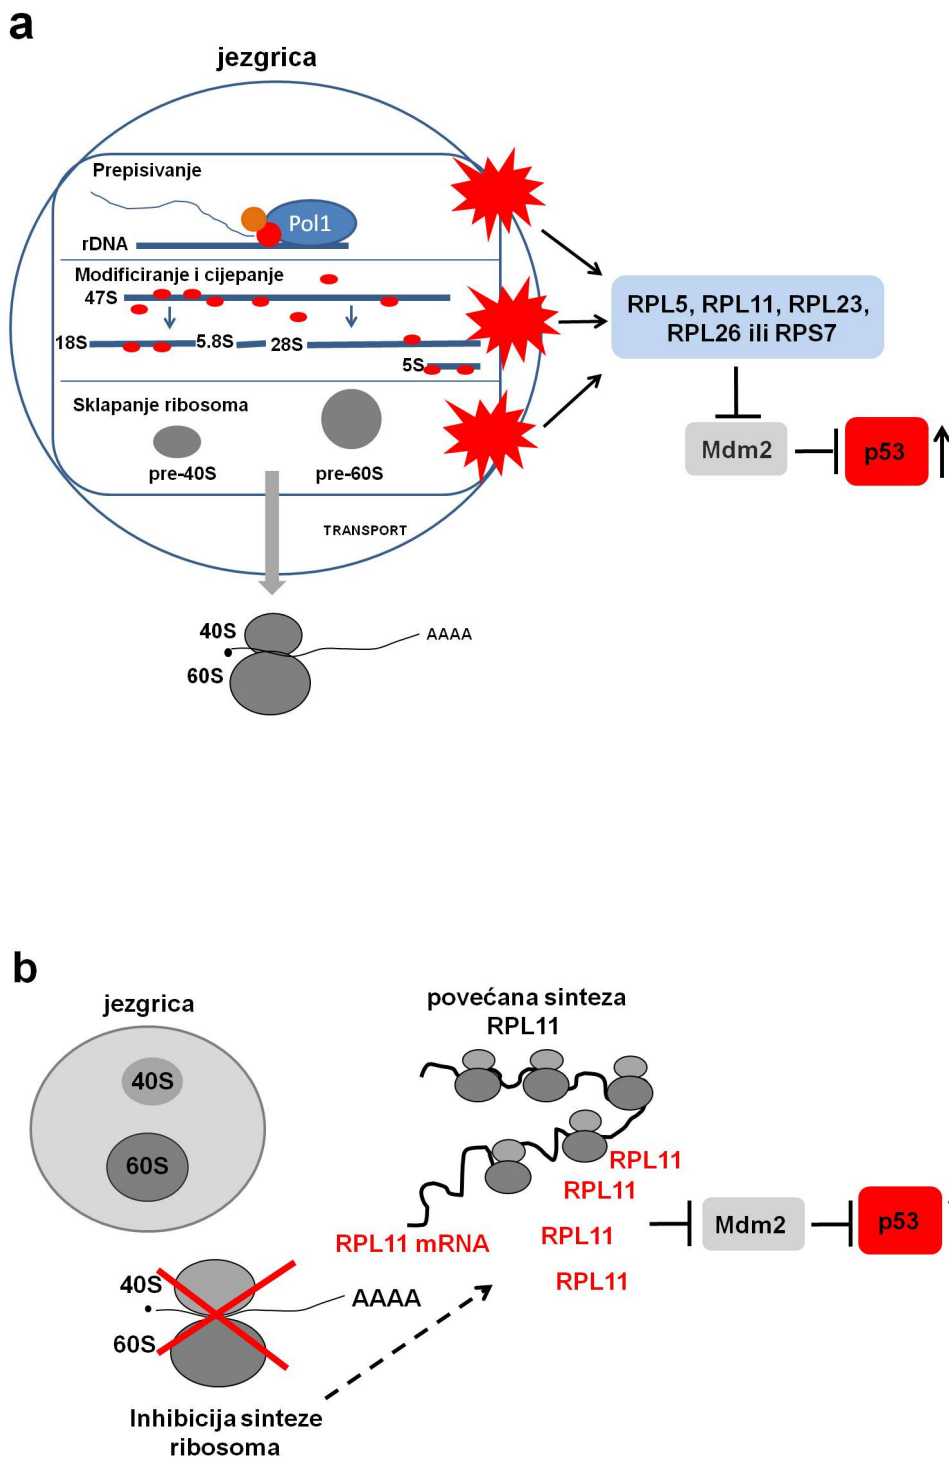 a
jezgrica
Prepisivanje
Pol1
rDNA
Modificiranje i cijepanje
47S
18S
5.8S
28S
5S
Sklapanje ribosoma
pre-40S
pre-60S
TRANSPORT
40S
60S
AAAA
RPL5, RPL11, RPL23,
RPL26 ili RPS7
Mdm2
p53
b
jezgrica
40S
60S
povećana sinteza
RPL11
RPL11
RPL11
RPL11
RPL11
RPL11 mRNA
Mdm2
p53
40S
60S
AAAA
Inhibicija sinteze
ribosoma